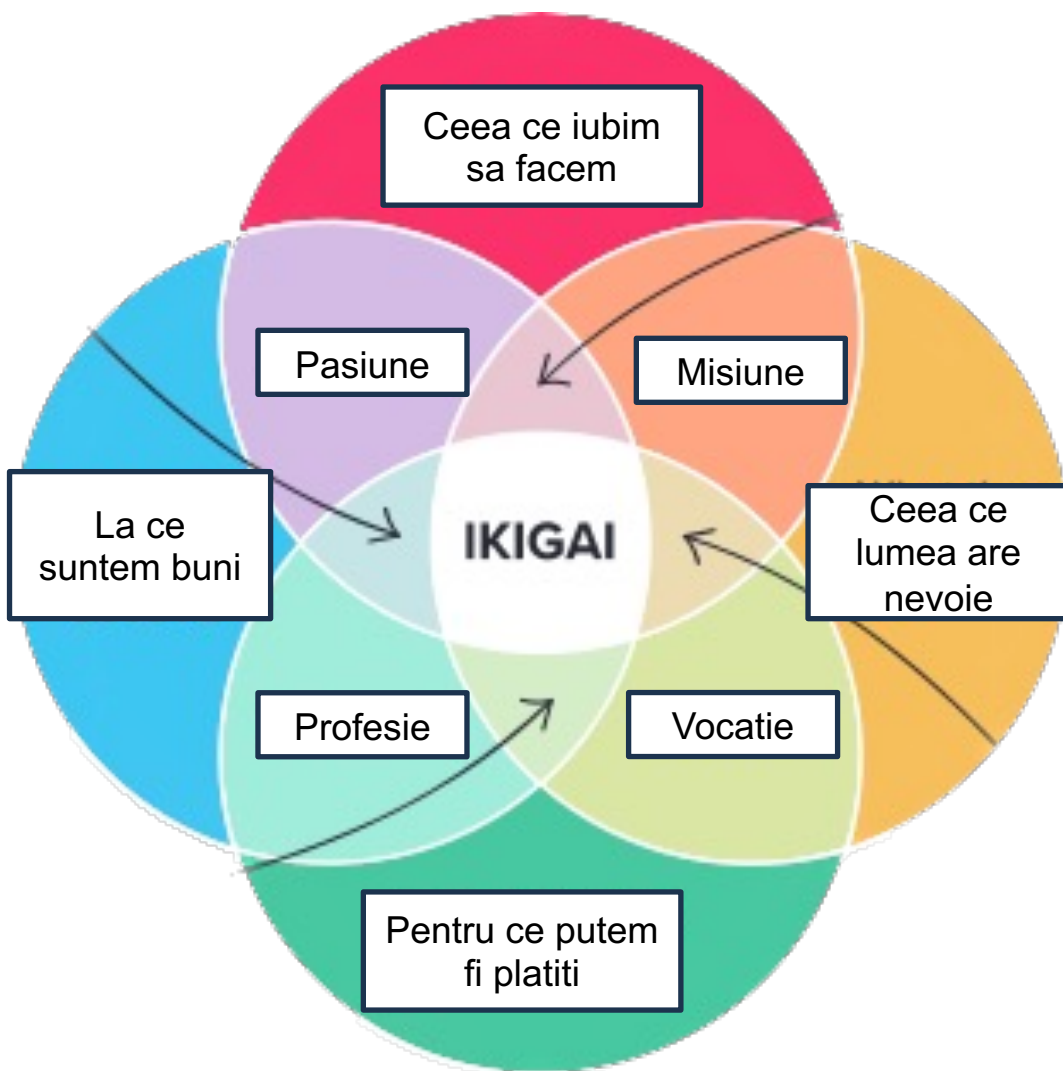 Ceea ce iubim
sa facem
Pasiune
Misiune
La ce
suntem buni
IKIGAI
Ceea ce
lumea are
nevoie
Profesie
Vocatie
Pentru ce putem
fi platiti